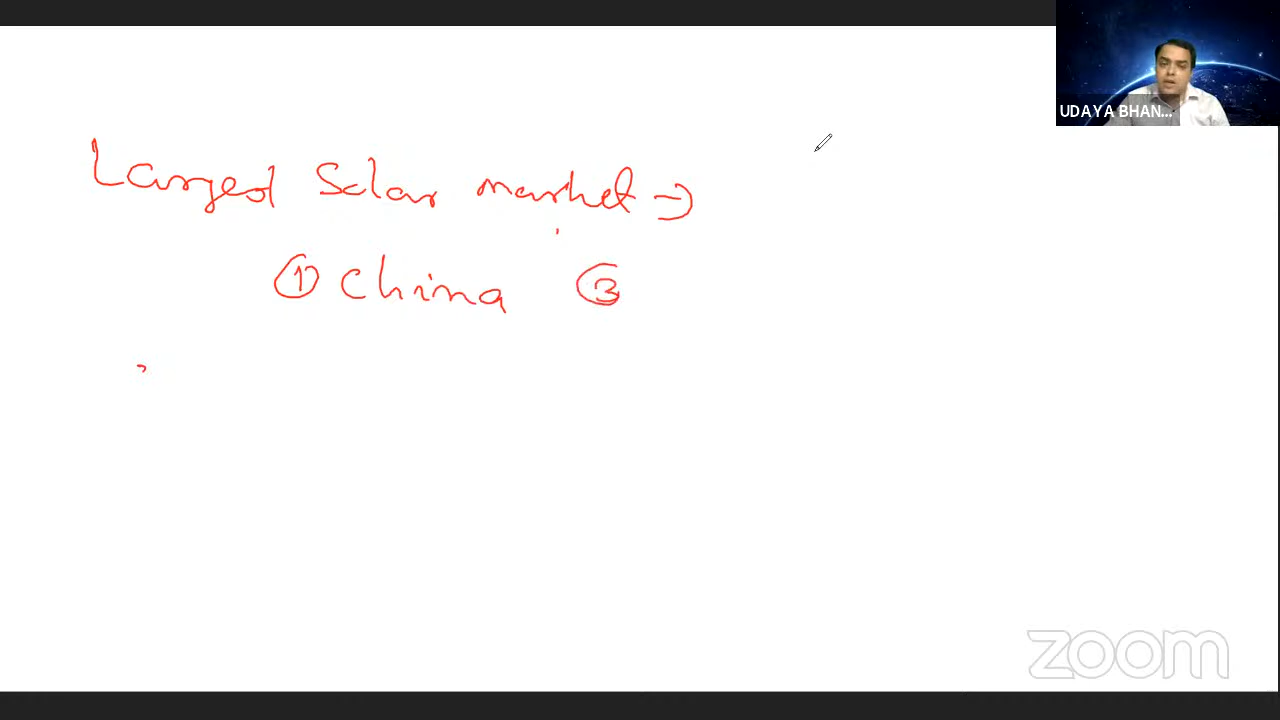 UDAYA BHAN...
Largest Solar market →
① China ③
zoom